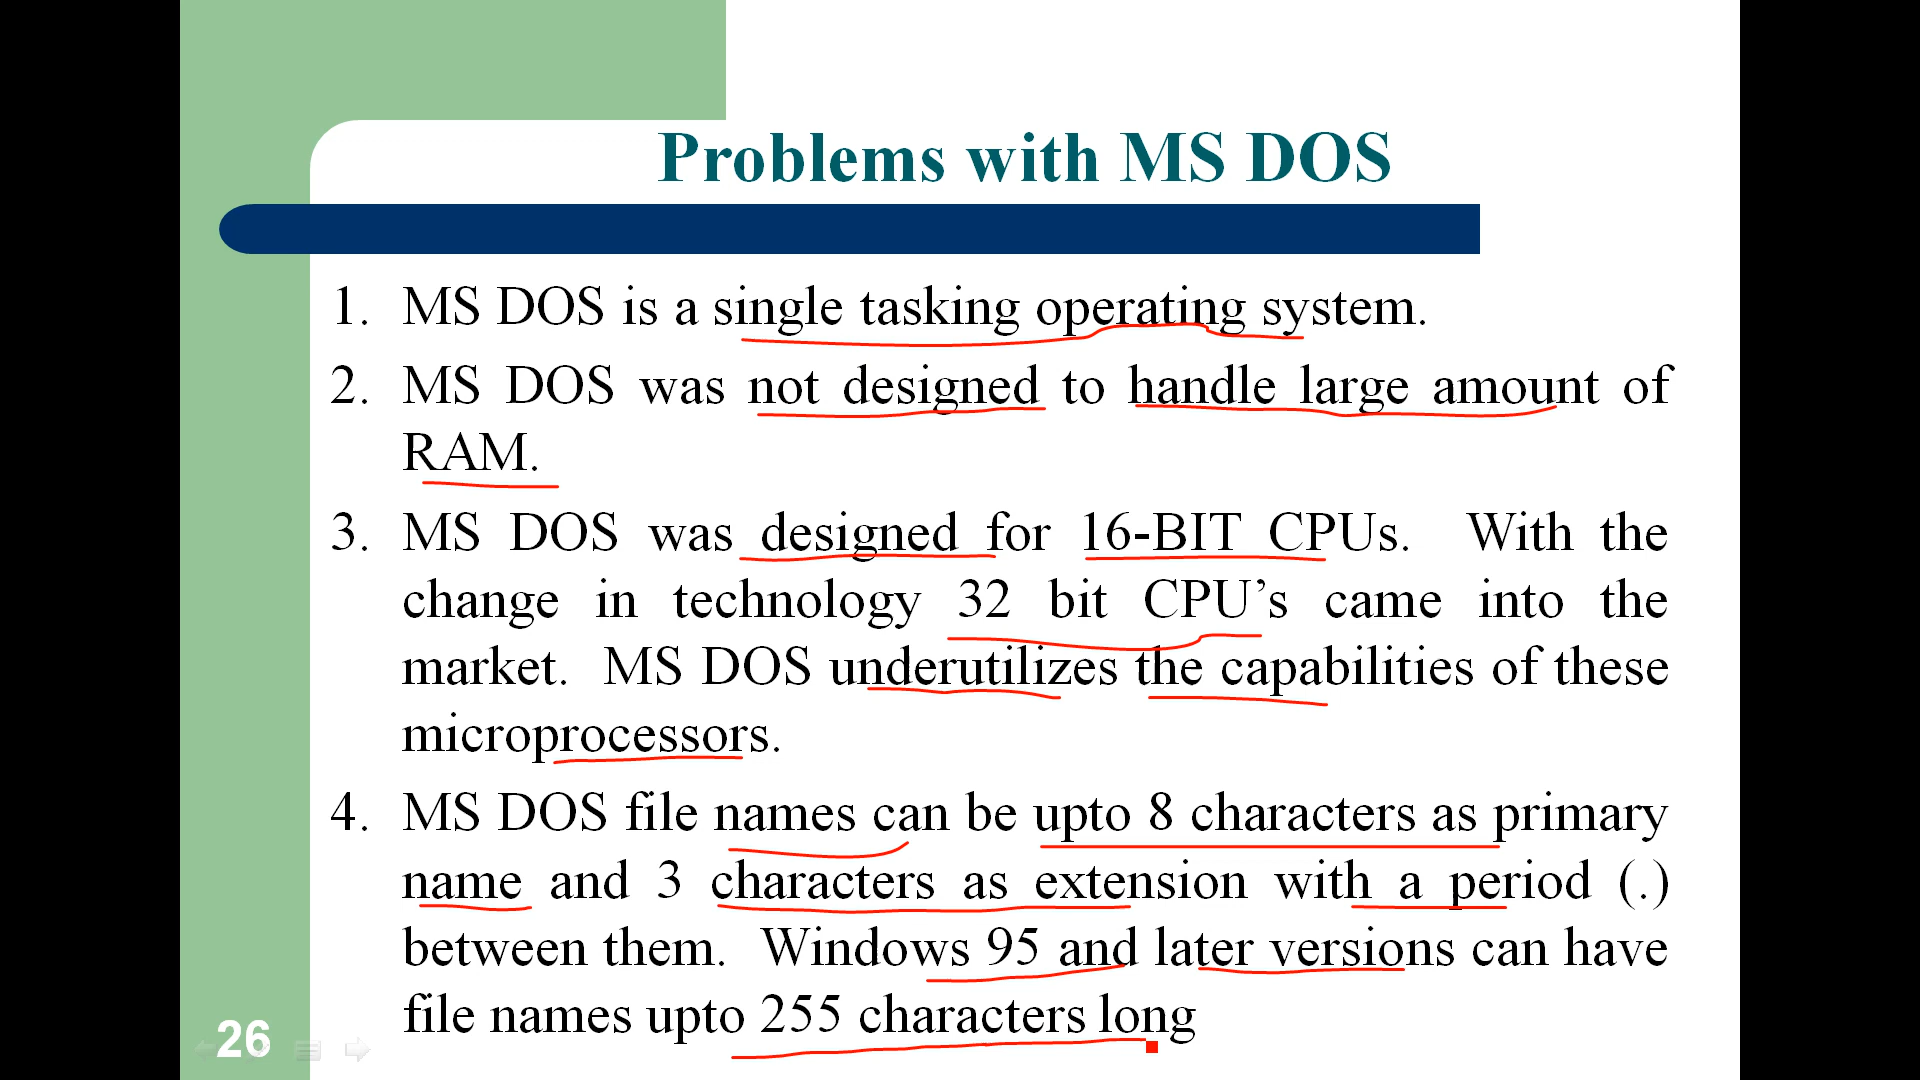 Problems with MS DOS
1. MS DOS is a single tasking operating system.
2. MS DOS was not designed to handle large amount of
RAM.
3. MS DOS was designed for 16-BIT CPUs. With the
change in technology 32 bit CPU’s came into the
market. MS DOS underutilizes the capabilities of these
microprocessors.
4. MS DOS file names can be upto 8 characters as primary
name and 3 characters as extension with a period (.)
between them. Windows 95 and later versions can have
file names upto 255 characters long
26